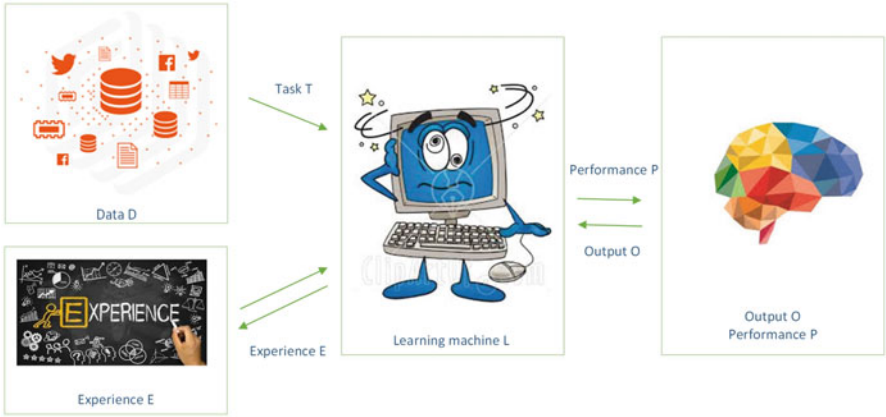 Data D
Task T
EXPERIENCE
Experience E
Experience E
Learning machine L
Performance P
Output O
Output O
Performance P